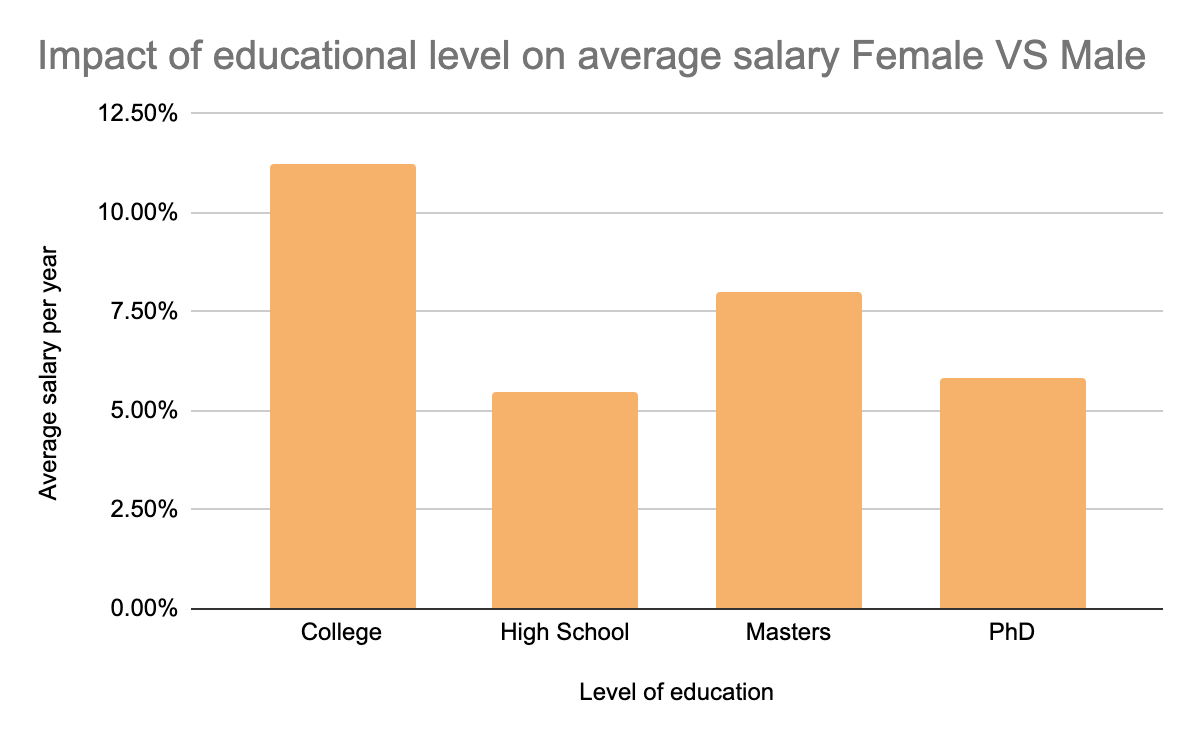 Impact of educational level on average salary Female VS Male
12.50%
10.00%
7.50%
5.00%
2.50%
0.00%
Average salary per year
College
High School
Masters
PhD
Level of education